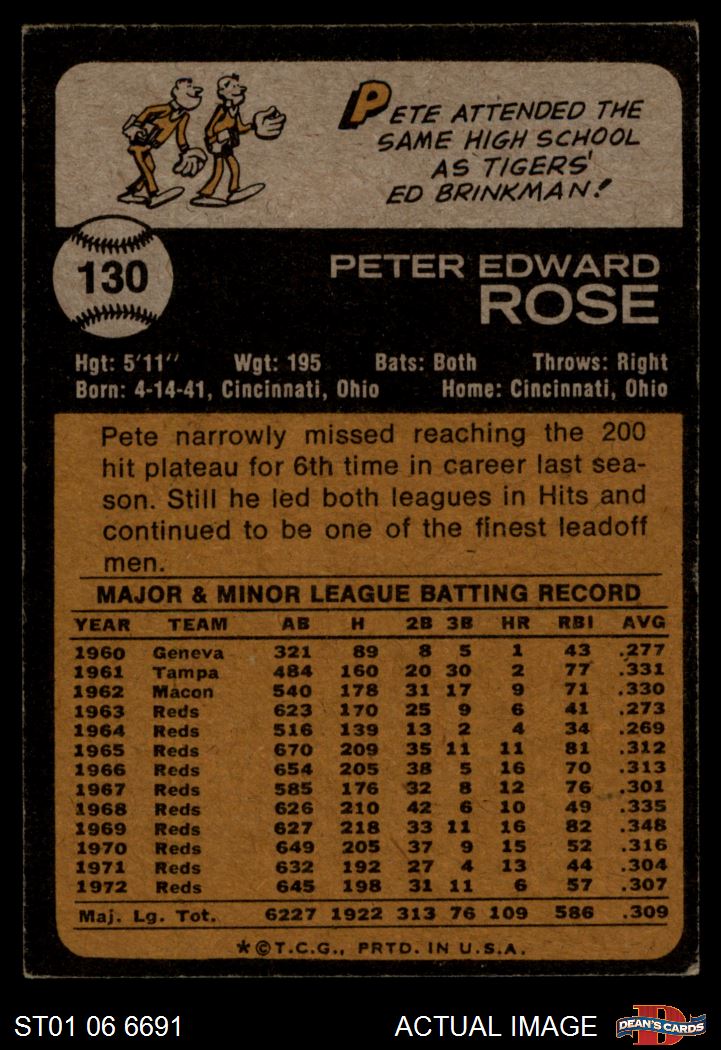 PETE ATTENDED THE
SAME HIGH SCHOOL
AS TIGERS'
ED BRINKMAN!
130
PETER EDWARD
ROSE
Hgt: 5'11" Wgt: 195 Bats: Both Throws: Right
Born: 4-14-41, Cincinnati, Ohio Home: Cincinnati, Ohio
Pete narrowly missed reaching the 200
hit plateau for 6th time in career last sea-
son. Still he led both leagues in Hits and
continued to be one of the finest leadoff
men.
MAJOR & MINOR LEAGUE BATTING RECORD
YEAR TEAM AB H 2B 3B HR RBI AVG
1960 Geneva 321 89 8 5 1 43 .277
1961 Tampa 484 160 20 30 2 77 .331
1962 Macon 540 178 31 17 9 71 .330
1963 Reds 623 170 25 9 6 41 .273
1964 Reds 516 139 13 2 4 34 .269
1965 Reds 670 209 35 11 11 81 .312
1966 Reds 654 205 38 5 16 70 .313
1967 Reds 585 176 32 8 12 76 .301
1968 Reds 626 210 42 6 10 49 .335
1969 Reds 627 218 33 11 16 82 .348
1970 Reds 649 205 37 9 15 52 .316
1971 Reds 632 192 27 4 13 44 .304
1972 Reds 645 198 31 11 6 57 .307
Maj. Lg. Tot. 6227 1922 313 76 109 586 .309
*©T.C.G., PRTD. IN U.S.A.
ST01 06 6691 ACTUAL IMAGE
D
DEAN'S CARDS